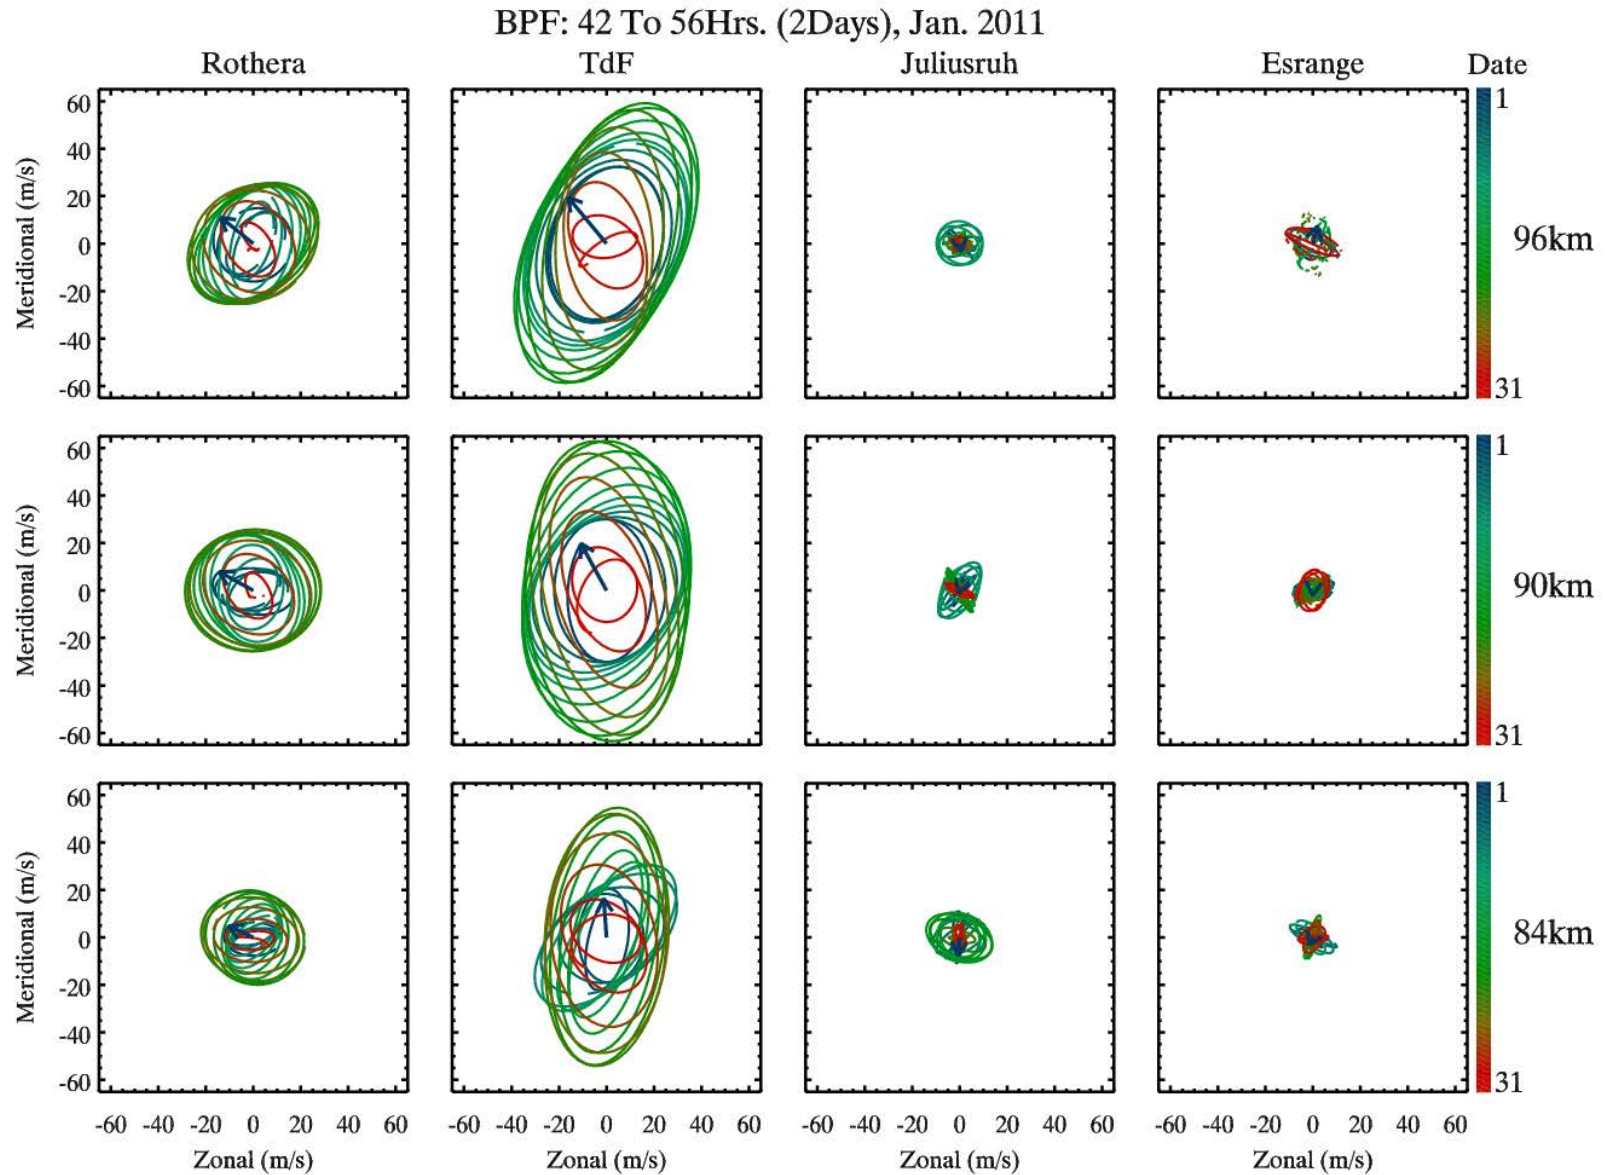 BPF: 42 To 56Hrs. (2Days), Jan. 2011
Rothera TdF Juliusruh Esrange Date
Meridional (m/s)
60
40
20
0
-20
-40
-60
1
31
96km
Meridional (m/s)
60
40
20
0
-20
-40
-60
1
31
90km
Meridional (m/s)
60
40
20
0
-20
-40
-60
1
31
84km
-60 -40 -20 0 20 40 60 -60 -40 -20 0 20 40 60 -60 -40 -20 0 20 40 60 -60 -40 -20 0 20 40 60
Zonal (m/s) Zonal (m/s) Zonal (m/s) Zonal (m/s)